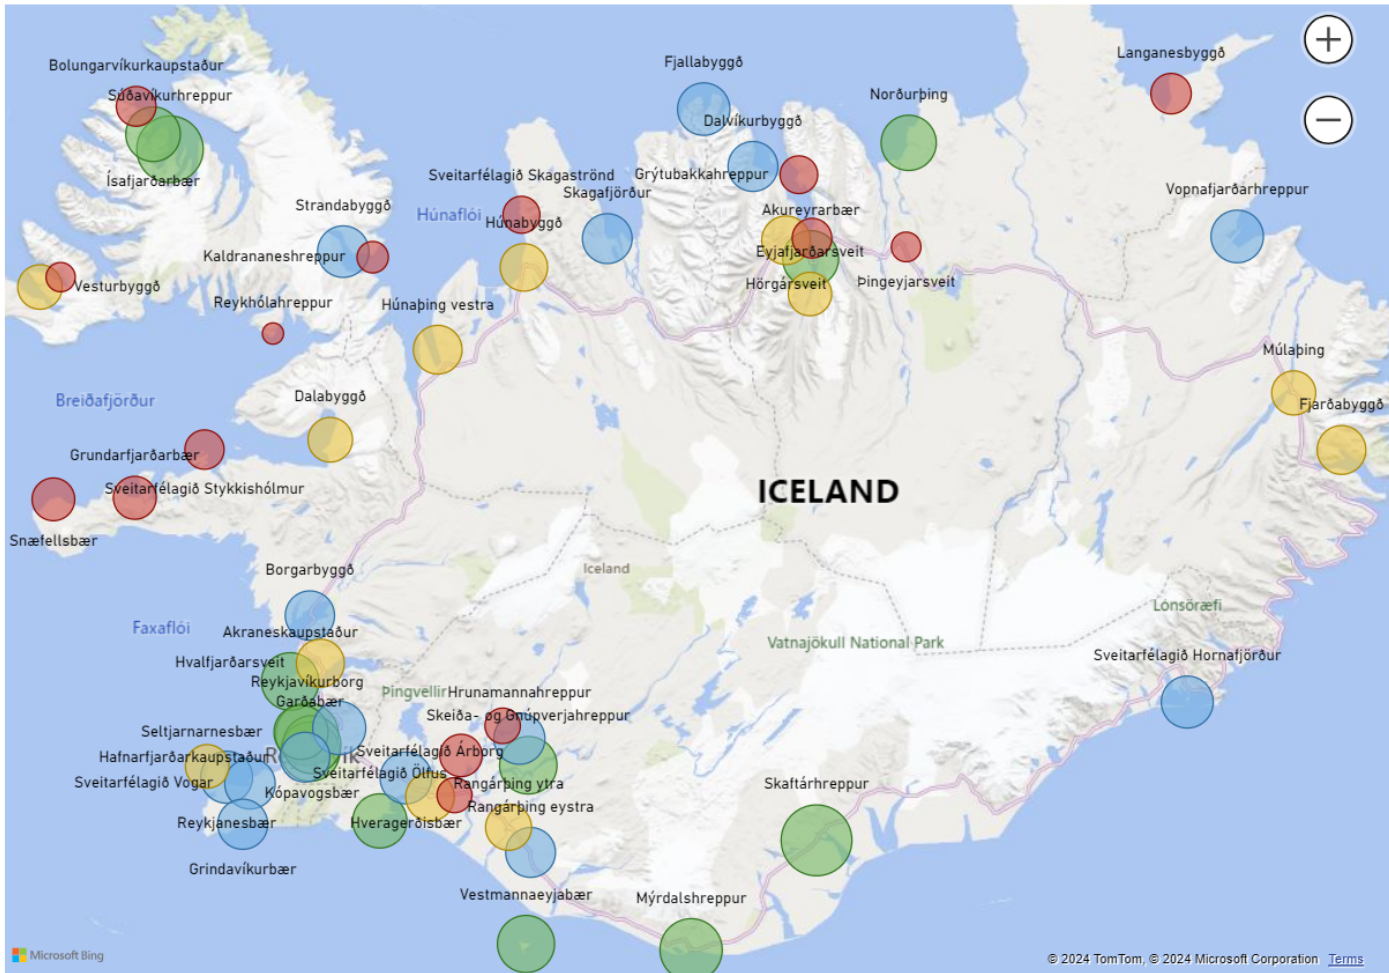 Bolungarvíkurkaupstaður
Súðavíkurhreppur
Ísafjarðarbær
Strandabyggð
Kaldrananeshreppur
Vesturbyggð
Reykhólahreppur
Húnaflói
Sveitarfélagið Skagaströnd
Húnabyggð
Skagafjörður
Húnaþing vestra
Fjallabyggð
Dalvíkurbyggð
Grýtubakkahreppur
Akureyrarbær
Eyjafjarðarsveit
Hörgársveit
Þingeyjarsveit
Norðurþing
Langanesbyggð
+
−
Vopnafjarðarhreppur
Múlaþing
Fjarðabyggð
Breiðafjörður
Dalabyggð
Grundarfjarðarbær
Sveitarfélagið Stykkishólmur
Snæfellsbær
ICELAND
Iceland
Borgarbyggð
Faxaflói
Akraneskaupstaður
Hvalfjarðarsveit
Reykjavíkurborg
Garðabær
Þingvellir
Hrunamannahreppur
Skeiða- og Gnúpverjahreppur
Seltjarnarnesbær
Hafnarfjarðarkaupstaður
Sveitarfélagið Vogar
Sveitarfélagið Árborg
Sveitarfélagið Ölfus
Kópavogsbær
Rangárþing ytra
Rangárþing eystra
Reykjanesbær
Hveragerðisbær
Grindavíkurbær
Vestmannaeyjabær
Mýrdalshreppur
Skaftárhreppur
Vatnajökull National Park
Lónsöræfi
Sveitarfélagið Hornafjörður
Microsoft Bing
© 2024 TomTom, © 2024 Microsoft Corporation Terms